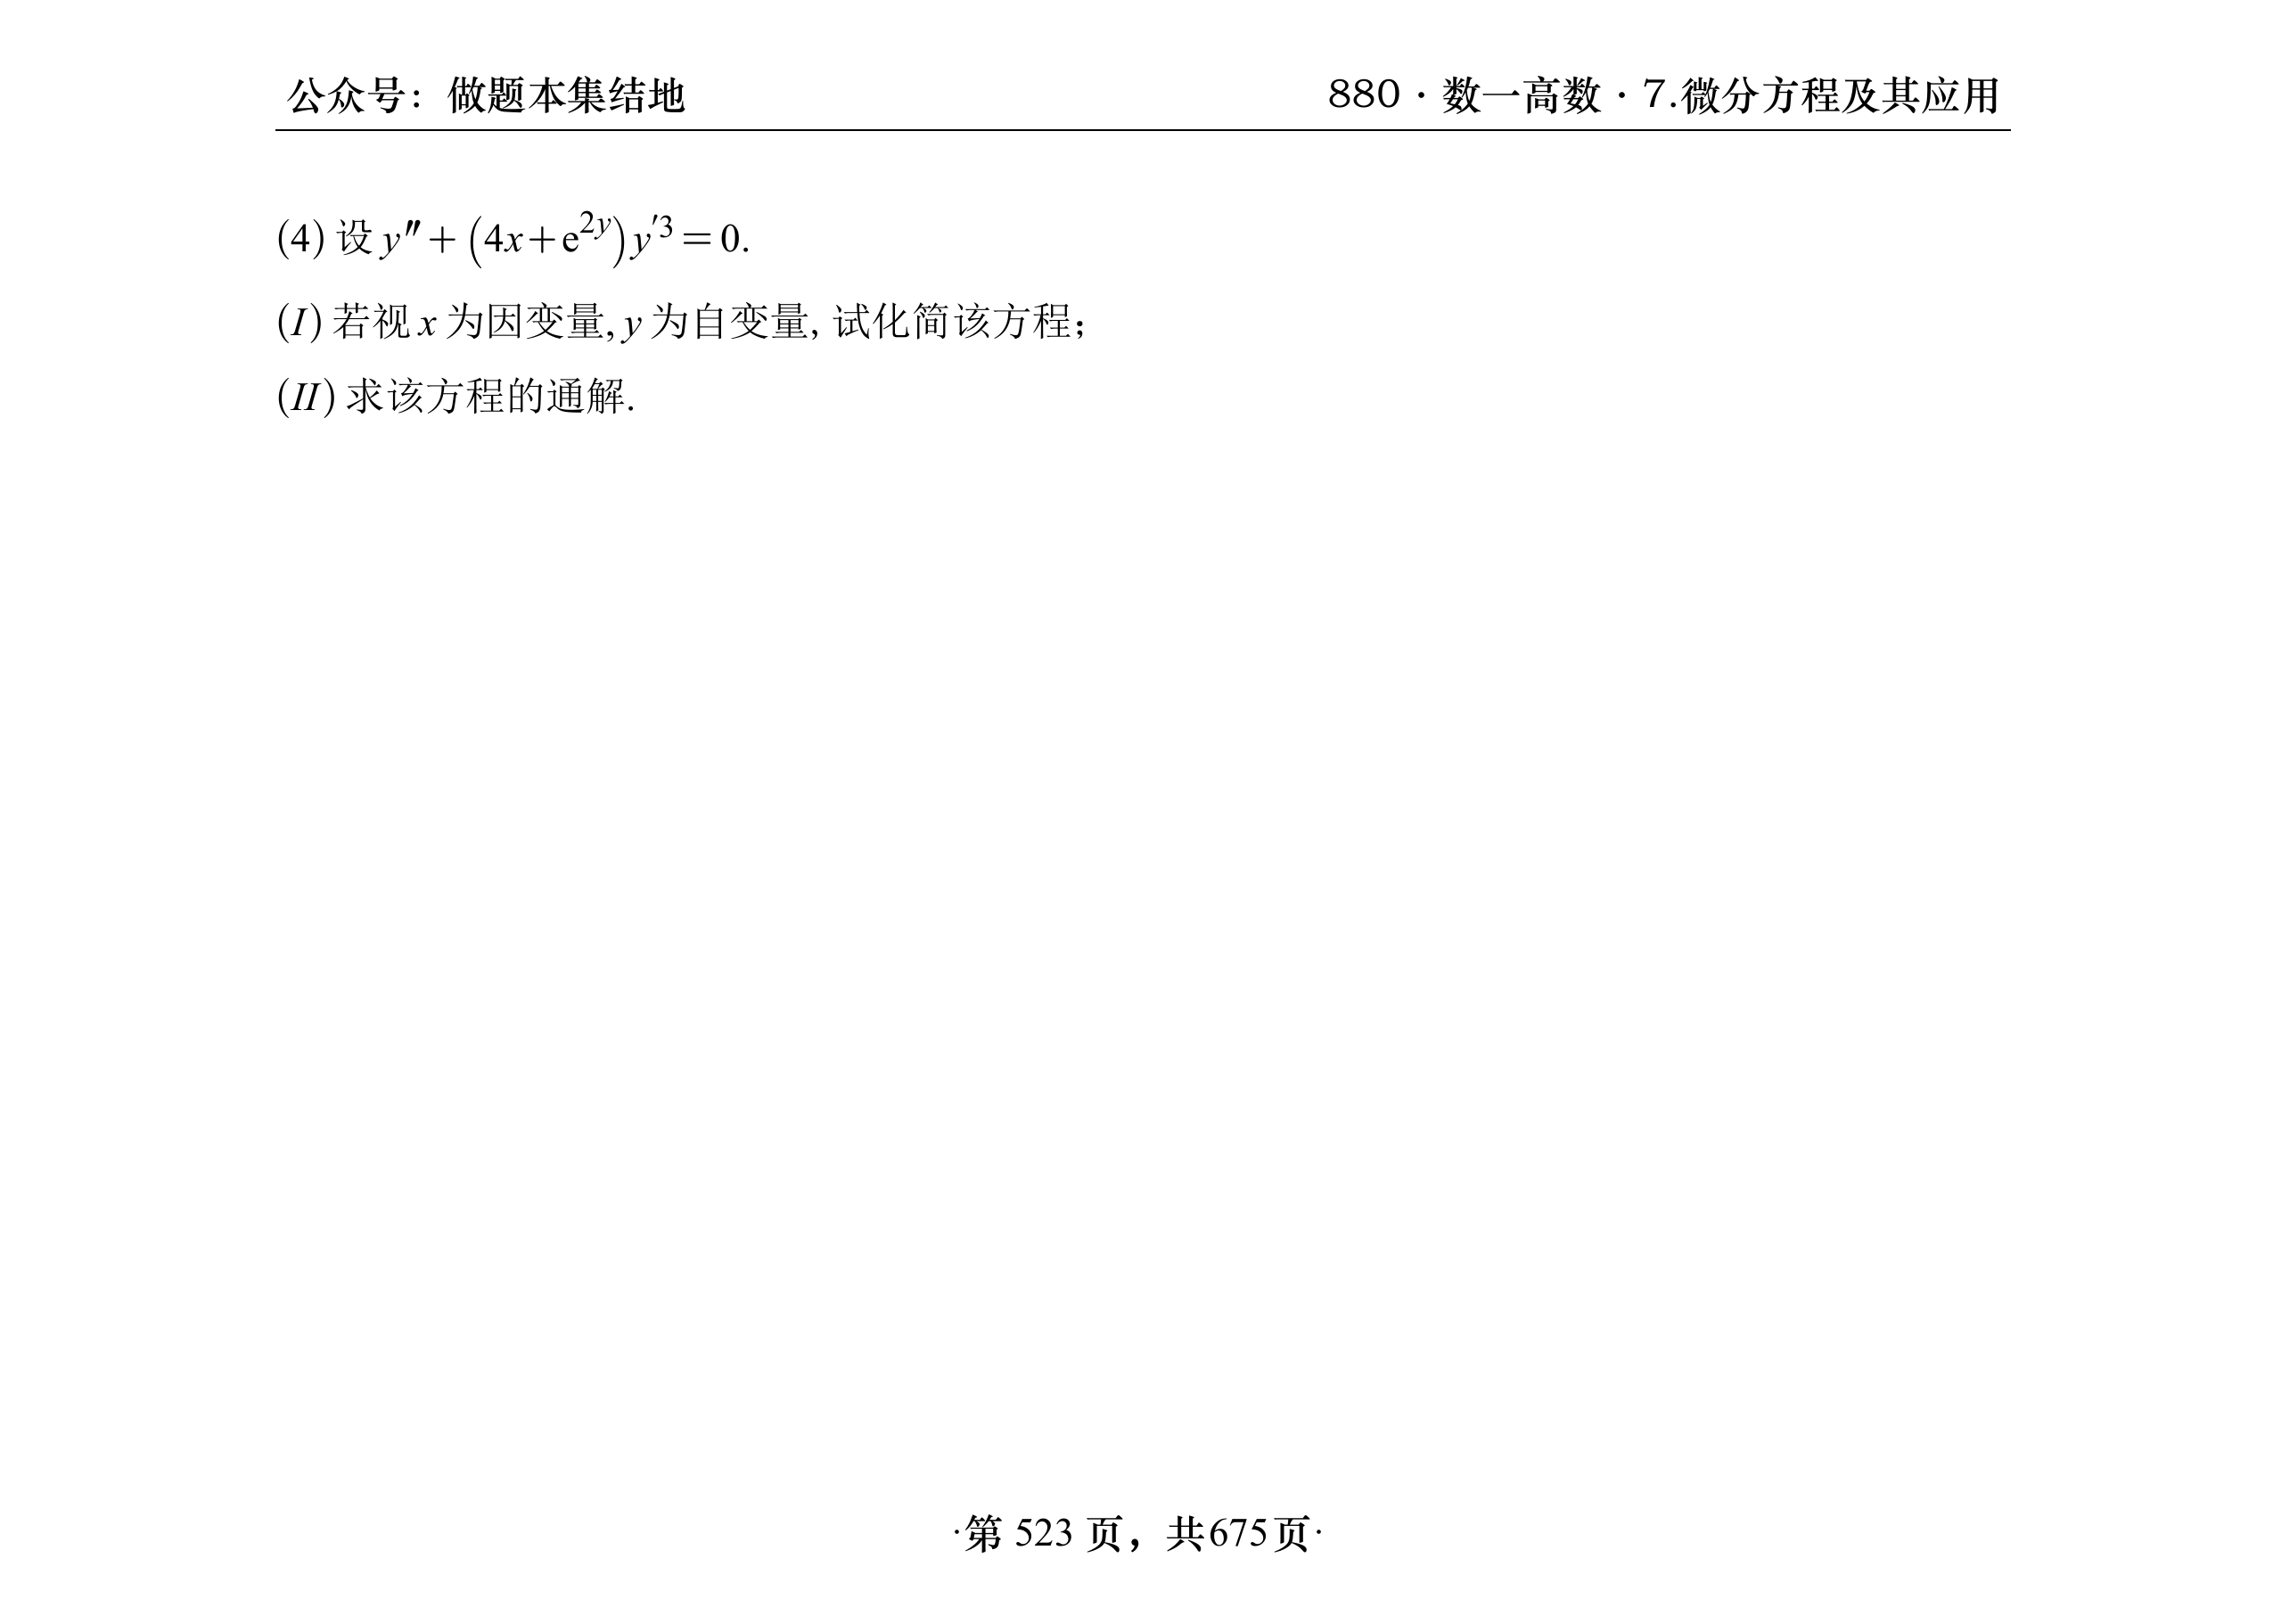 公众号：做题本集结地 880 · 数一高数 · 7.微分方程及其应用
(4) 设 y″ + (4x + e^{2y}) y′^3 = 0.
(I) 若视 x 为因变量, y 为自变量, 试化简该方程;
(II) 求该方程的通解.
·第 523 页，共675页·